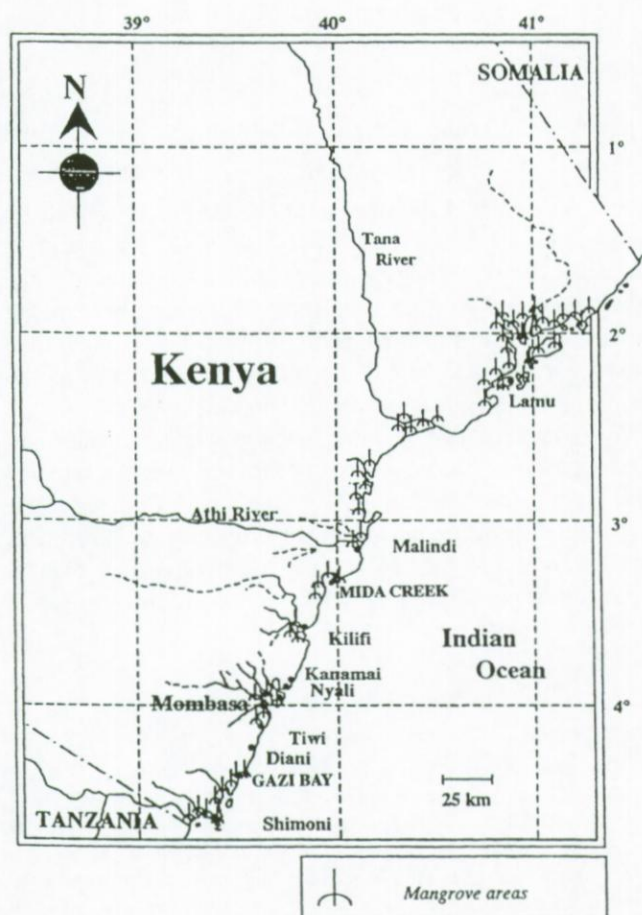 39°
40°
41°
SOMALIA
N
1°
Tana
River
2°
Kenya
Lamu
Athi River
3°
Malindi
MIDA CREEK
Kilifi
Indian
Ocean
Kanamai
Nyali
Mombasa
4°
Tiwi
Diani
GAZI BAY
25 km
TANZANIA
Shimoni
Mangrove areas